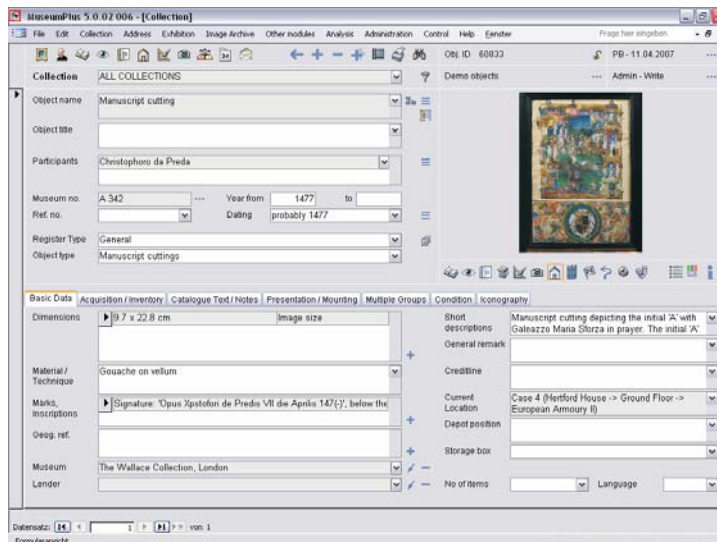 MuseumPlus 5.0.02 006 - [Collection]
File Edit Collection Address Exhibition Image Archive Other modules Analysis Administration Control Help Fenster Frage hier eingeben
Obj. ID 60833 PB - 11.04.2007
Collection ALL COLLECTIONS Demo objects Admin - Write
Object name Manuscript cutting
Object title
Participants Christophoro da Preda
Museum no. A 342 Year from 1477 to
Ref. no. Dating probably 1477
Register Type General
Object type Manuscript cuttings
Basic Data Acquisition / Inventory Catalogue Text / Notes Presentation / Mounting Multiple Groups Condition Iconography
Dimensions 9.7 x 22.8 cm Image size
Short descriptions Manuscript cutting depicting the initial 'A' with
Galeazzo Maria Sforza in prayer. The initial 'A'
General remark
Material / Technique Gouache on vellum
Creditline
Marks, Inscriptions Signature: 'Opus Xpstofori de Predis VII die Aprilis 147(-)', below the
Current Location Case 4 (Hertford House -> Ground Floor ->
European Armoury II)
Geog. ref.
Depot position
Storage box
Museum The Wallace Collection, London
Lender
No of items Language
Datensatz: 1 von 1
Formularansicht